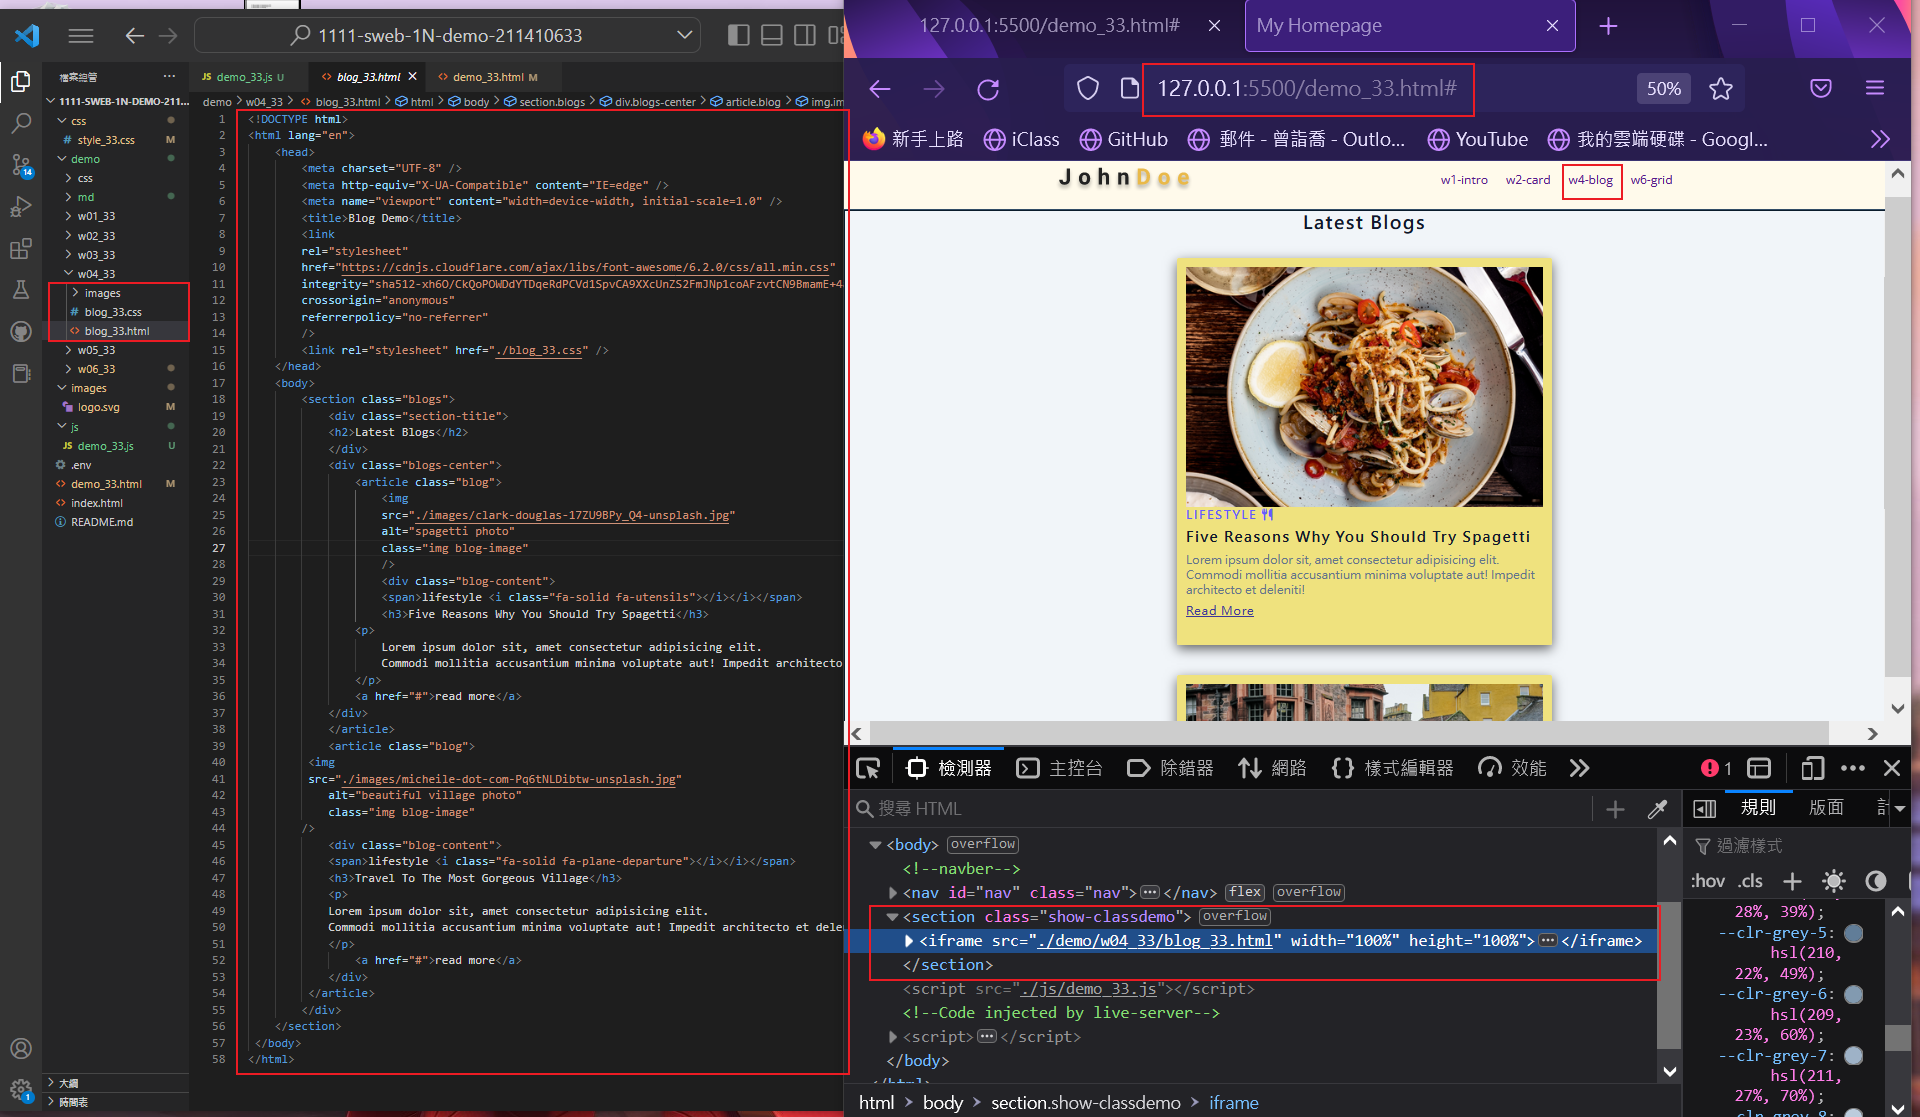 1111-sweb-1N-demo-211410633
檔案總管
1111-SWEB-1N-DEMO-211...
css
style_33.css M
demo
css
md
w01_33
w02_33
w03_33
w04_33
images
blog_33.css
blog_33.html
w05_33
w06_33
images
logo.svg M
js
JS demo_33.js U
.env
demo_33.html M
index.html
README.md
大綱
時間表
14
1
JS demo_33.js U
blog_33.html
demo_33.html M
demo > w04_33 > blog_33.html > html > body > section.blogs > div.blogs-center > article.blog > img.im
1 <!DOCTYPE html>
2 <html lang="en">
3 <head>
4 <meta charset="UTF-8" />
5 <meta http-equiv="X-UA-Compatible" content="IE=edge" />
6 <meta name="viewport" content="width=device-width, initial-scale=1.0" />
7 <title>Blog Demo</title>
8 <link
9 rel="stylesheet"
10 href="https://cdnjs.cloudflare.com/ajax/libs/font-awesome/6.2.0/css/all.min.css"
11 integrity="sha512-xh6O/CkQoPOWDdYTDqeRdPCVd1SpvCA9XXcUnZS2FmJNp1coAFzvtCN9BmamE+4
12 crossorigin="anonymous"
13 referrerpolicy="no-referrer"
14 />
15 <link rel="stylesheet" href="./blog_33.css" />
16 </head>
17 <body>
18 <section class="blogs">
19 <div class="section-title">
20 <h2>Latest Blogs</h2>
21 </div>
22 <div class="blogs-center">
23 <article class="blog">
24 <img
25 src="./images/clark-douglas-17ZU9BPy_Q4-unsplash.jpg"
26 alt="spagetti photo"
27 class="img blog-image"
28 />
29 <div class="blog-content">
30 <span>lifestyle <i class="fa-solid fa-utensils"></i></i></span>
31 <h3>Five Reasons Why You Should Try Spagetti</h3>
32 <p>
33 Lorem ipsum dolor sit, amet consectetur adipisicing elit.
34 Commodi mollitia accusantium minima voluptate aut! Impedit architecto
35 </p>
36 <a href="#">read more</a>
37 </div>
38 </article>
39 <article class="blog">
40 <img
41 src="./images/micheile-dot-com-Pq6tNLDibtw-unsplash.jpg"
42 alt="beautiful village photo"
43 class="img blog-image"
44 />
45 <div class="blog-content">
46 <span>lifestyle <i class="fa-solid fa-plane-departure"></i></i></span>
47 <h3>Travel To The Most Gorgeous Village</h3>
48 <p>
49 Lorem ipsum dolor sit, amet consectetur adipisicing elit.
50 Commodi mollitia accusantium minima voluptate aut! Impedit architecto et dele
51 </p>
52 <a href="#">read more</a>
53 </div>
54 </article>
55 </div>
56 </section>
57 </body>
58 </html>
127.0.0.1:5500/demo_33.html#
My Homepage
127.0.0.1:5500/demo_33.html#
50%
新手上路
iClass
GitHub
郵件 - 曾詣喬 - Outlo...
YouTube
我的雲端硬碟 - Googl...
JohnDoe
w1-intro w2-card w4-blog w6-grid
Latest Blogs
LIFESTYLE
Five Reasons Why You Should Try Spagetti
Lorem ipsum dolor sit, amet consectetur adipisicing elit.
Commodi mollitia accusantium minima voluptate aut! Impedit
architecto et deleniti!
Read More
檢測器 主控台 除錯器 網路 樣式編輯器 效能 1
搜尋 HTML
<body> overflow
<!--navber-->
<nav id="nav" class="nav"> ⋯ </nav> flex overflow
<section class="show-classdemo"> overflow
<iframe src="./demo/w04_33/blog_33.html" width="100%" height="100%"> ⋯ </iframe>
</section>
<script src="./js/demo_33.js"></script>
<!--Code injected by live-server-->
<script> ⋯ </script>
</body>
</html>
html > body > section.show-classdemo > iframe
規則 版面
過濾樣式
:hov .cls
28%, 39%);
--clr-grey-5:
hsl(210,
22%, 49%);
--clr-grey-6:
hsl(209,
23%, 60%);
--clr-grey-7:
hsl(211,
27%, 70%);
--clr-grey-8: